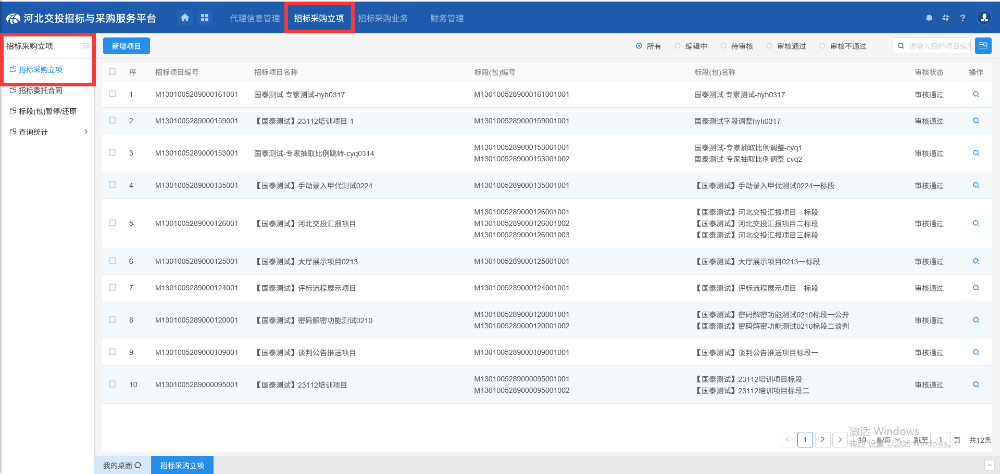 河北交投招标与采购服务平台 代理信息管理 招标采购立项 招标采购业务 财务管理 ?
招标采购立项
招标采购立项
招标委托合同
标段(包)暂停/还原
查询统计
新增项目 所有 编辑中 待审核 审核通过 审核不通过 请输入招标项目编号
序 招标项目编号 招标项目名称 标段(包)编号 标段(包)名称 审核状态 操作
1 M1301005289000161001 国泰测试 专家测试-hyh0317 M1301005289000161001001 国泰测试 专家测试-hyh0317 审核通过
2 M1301005289000159001 【国泰测试】23112培训项目-1 M1301005289000159001001 国泰测试字段调整hyh0317 审核通过
3 M1301005289000153001 国泰测试-专家抽取比例跳转-cyq0314 M1301005289000153001001 国泰测试-专家抽取比例调整-cyq1 审核通过
M1301005289000153001002 国泰测试-专家抽取比例调整-cyq2
4 M1301005289000135001 【国泰测试】手动录入甲代测试0224 M1301005289000135001001 【国泰测试】手动录入甲代测试0224一标段 审核通过
M1301005289000126001001 【国泰测试】河北交投汇报项目一标段
5 M1301005289000126001 【国泰测试】河北交投汇报项目 M1301005289000126001002 【国泰测试】河北交投汇报项目二标段 审核通过
M1301005289000126001003 【国泰测试】河北交投汇报项目三标段
6 M1301005289000125001 【国泰测试】大厅展示项目0213 M1301005289000125001001 【国泰测试】大厅展示项目0213一标段 审核通过
7 M1301005289000124001 【国泰测试】评标流程展示项目 M1301005289000124001001 【国泰测试】评标流程展示项目一标段 审核通过
8 M1301005289000120001 【国泰测试】密码解密功能测试0210 M1301005289000120001001 【国泰测试】密码解密功能测试0210标段一公开 审核通过
M1301005289000120001002 【国泰测试】密码解密功能测试0210标段二谈判
9 M1301005289000109001 【国泰测试】谈判公告推送项目 M1301005289000109001001 【国泰测试】谈判公告推送项目标段一 审核通过
10 M1301005289000095001 【国泰测试】23112培训项目 M1301005289000095001001 【国泰测试】23112培训项目标段一 审核通过
M1301005289000095001002 【国泰测试】23112培训项目标段二
激活 Windows
转到"设置"以激活 Windows。
1 2 10 条/页 跳至 1 页 共12条
我的桌面 招标采购立项